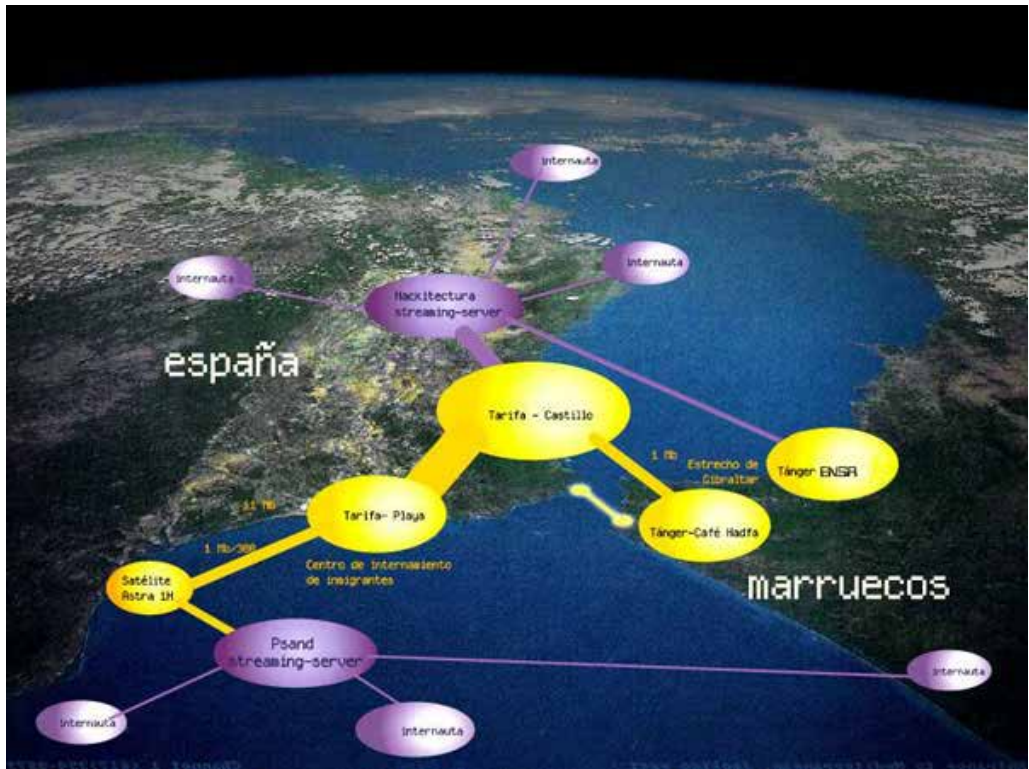 internauta
internauta
internauta
Hackitectura
streaming-server
españa
Tarifa - Castillo
1 Mb
Estrecho de
Gibraltar
Tánger ENSA
11 Mb
Tarifa- Playa
Tánger-Café Hadfa
1 Mb/300
Centro de internamiento
de inmigrantes
Satélite
Astra 1H
marruecos
Psand
streaming-server
internauta
internauta
internauta